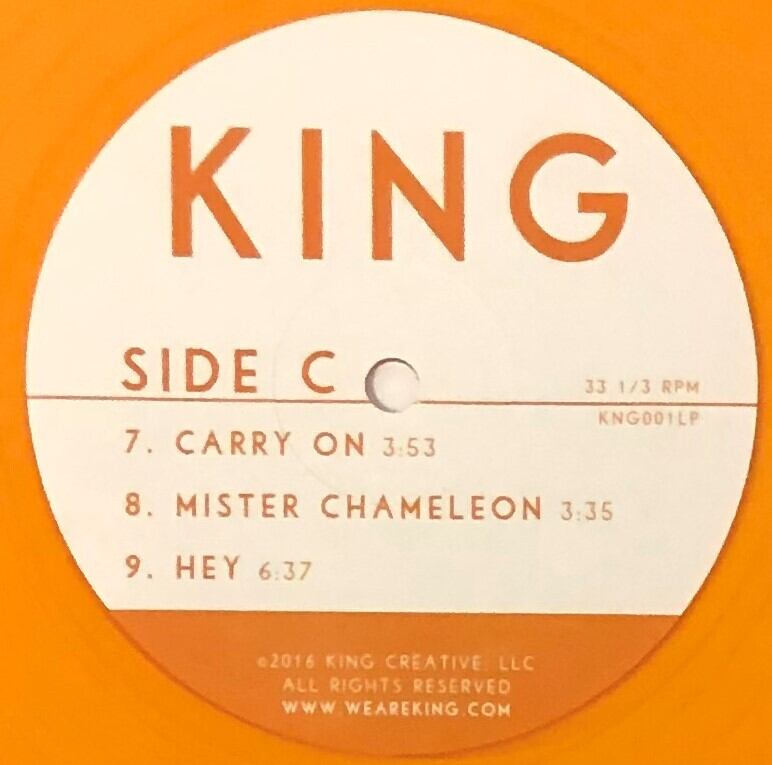 KING
SIDE C
33 1/3 RPM
KNG001LP
7. CARRY ON 3:53
8. MISTER CHAMELEON 3:35
9. HEY 6:37
©2016 KING CREATIVE, LLC
ALL RIGHTS RESERVED
WWW.WEAREKING.COM